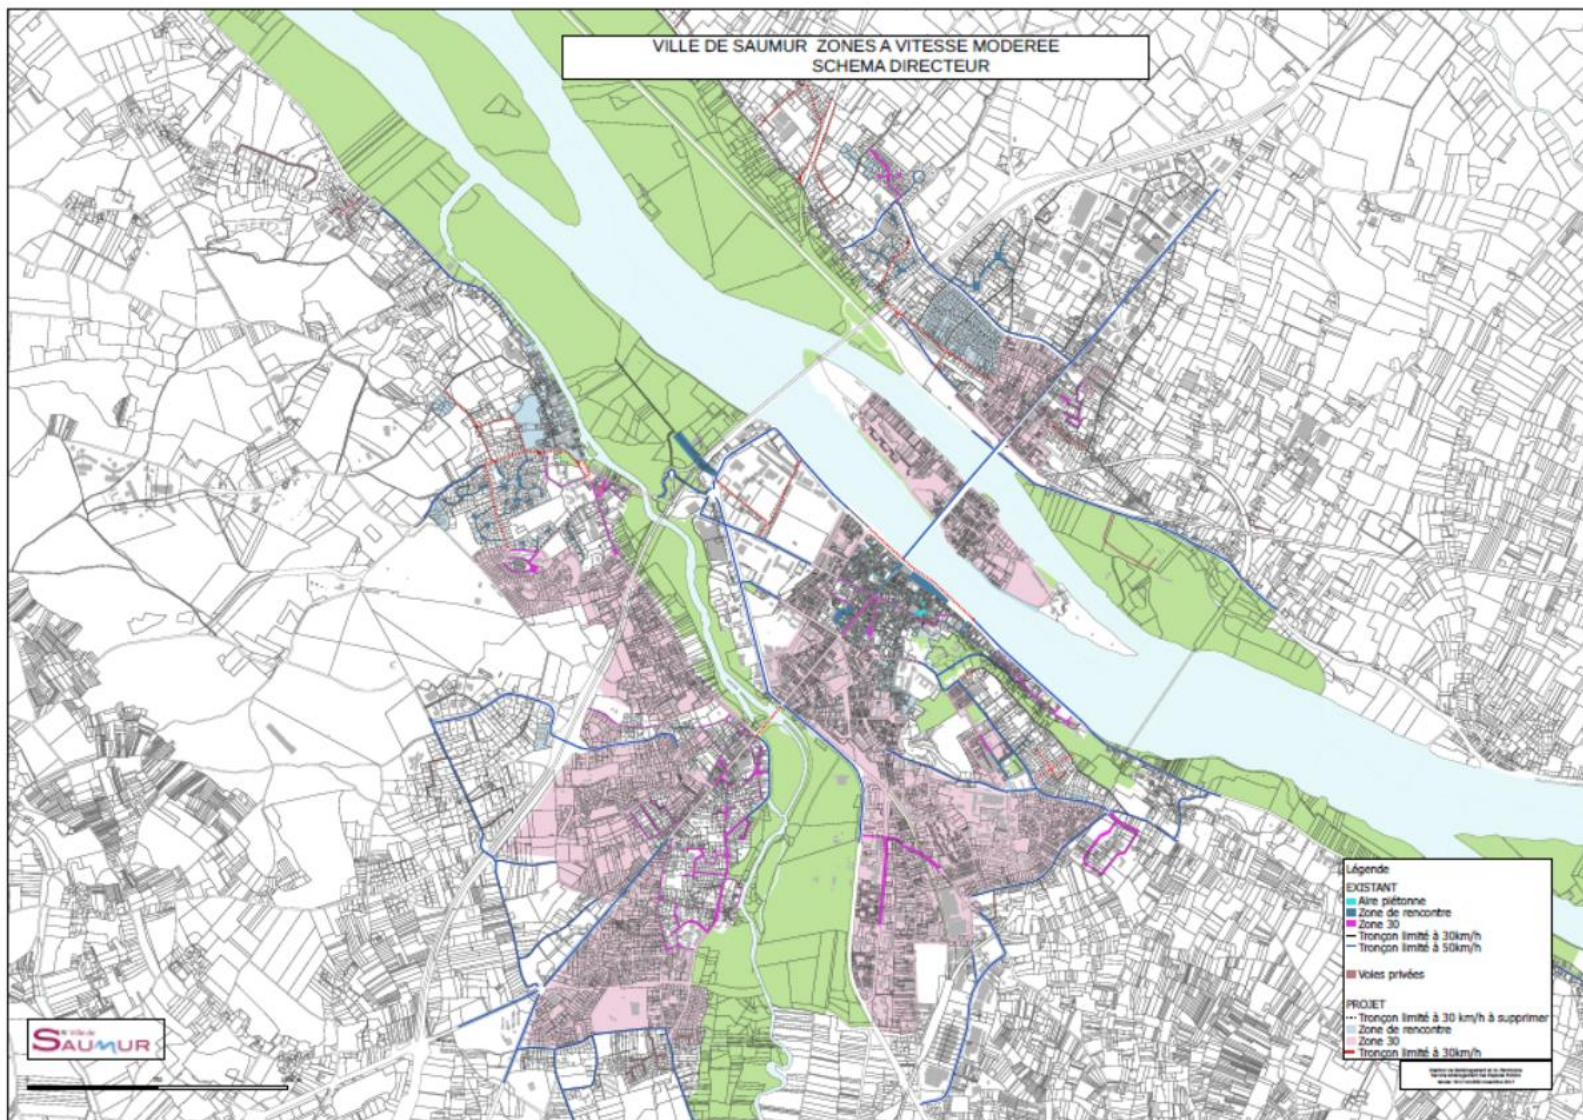 VILLE DE SAUMUR ZONES A VITESSE MODEREE
SCHEMA DIRECTEUR
Légende
EXISTANT
Aire piétonne
Zone de rencontre
Zone 30
Tronçon limité à 30km/h
Tronçon limité à 50km/h
Voies privées
PROJET
Tronçon limité à 30 km/h à supprimer
Zone de rencontre
Zone 30
Tronçon limité à 30km/h
Ville de
SAUMUR